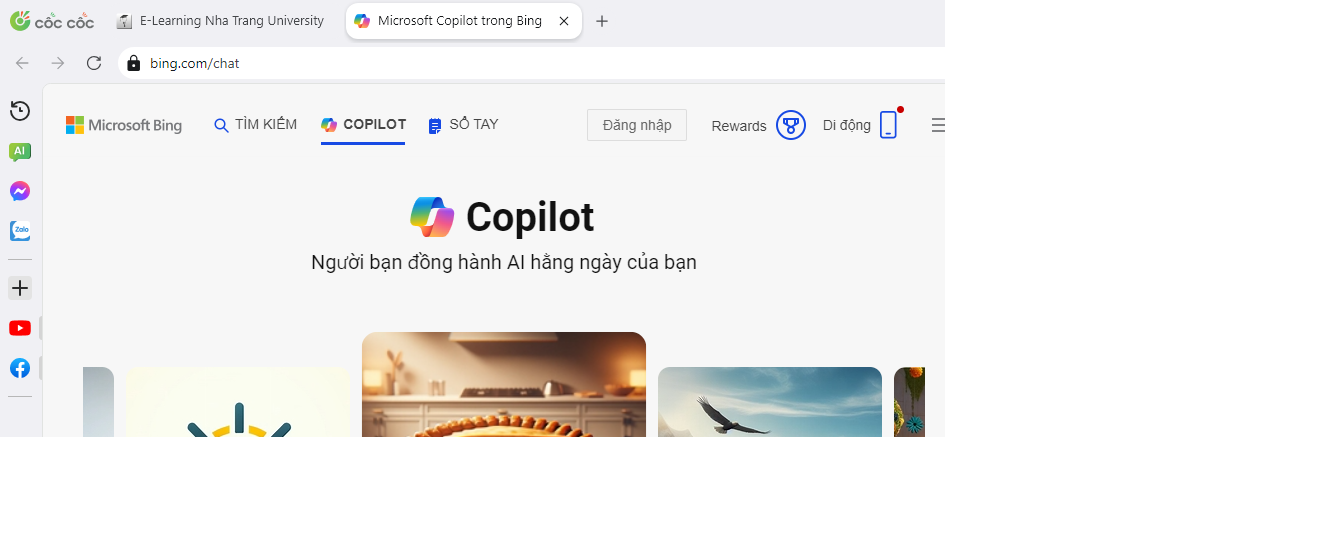 cốc cốc E-Learning Nha Trang University Microsoft Copilot trong Bing
bing.com/chat
Microsoft Bing TÌM KIẾM COPILOT SỔ TAY Đăng nhập Rewards Di động
AI
Zalo
Copilot
Người bạn đồng hành AI hằng ngày của bạn